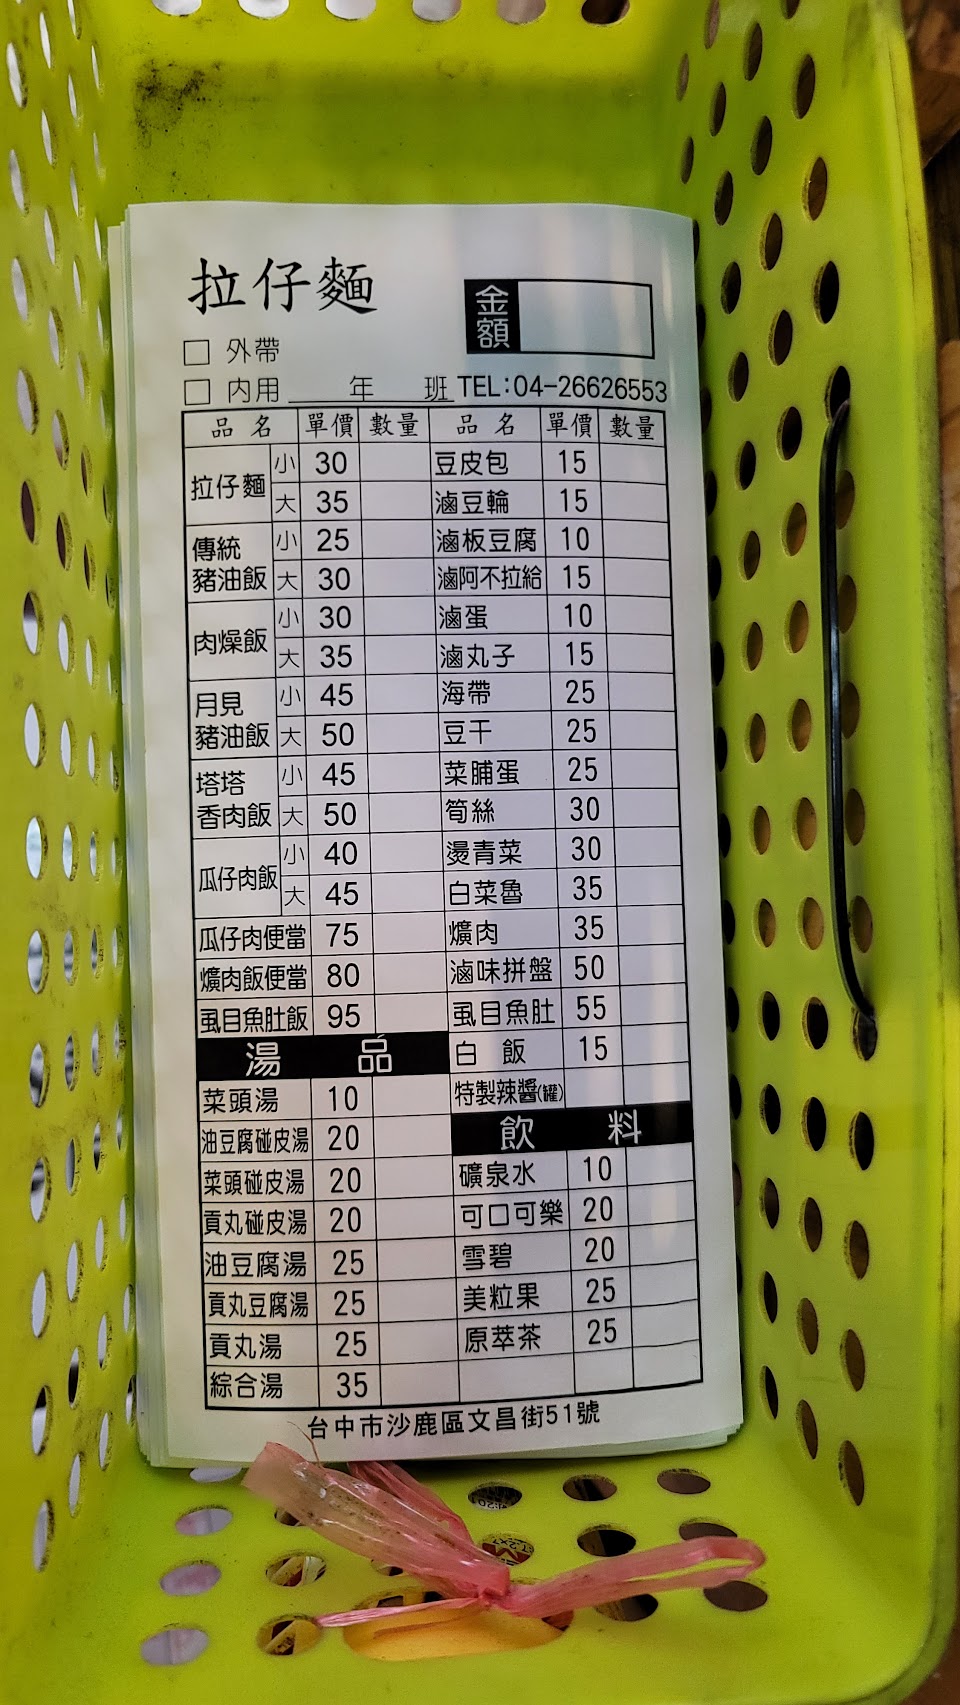 拉仔麵
金額
□ 外帶
□ 內用 ____年____班 TEL:04-26626553
品名 單價 數量 品名 單價 數量
拉仔麵 小 30 豆皮包 15
大 35 滷豆輪 15
傳統豬油飯 小 25 滷板豆腐 10
大 30 滷阿不拉給 15
肉燥飯 小 30 滷蛋 10
大 35 滷丸子 15
月見豬油飯 小 45 海帶 25
大 50 豆干 25
塔塔香肉飯 小 45 菜脯蛋 25
大 50 筍絲 30
瓜仔肉飯 小 40 燙青菜 30
大 45 白菜魯 35
瓜仔肉便當 75 爌肉 35
爌肉飯便當 80 滷味拼盤 50
虱目魚肚飯 95 虱目魚肚 55
湯品 白飯 15
菜頭湯 10 特製辣醬(罐)
油豆腐碰皮湯 20 飲料
菜頭碰皮湯 20 礦泉水 10
貢丸碰皮湯 20 可口可樂 20
油豆腐湯 25 雪碧 20
貢丸豆腐湯 25 美粒果 25
貢丸湯 25 原萃茶 25
綜合湯 35
台中市沙鹿區文昌街51號